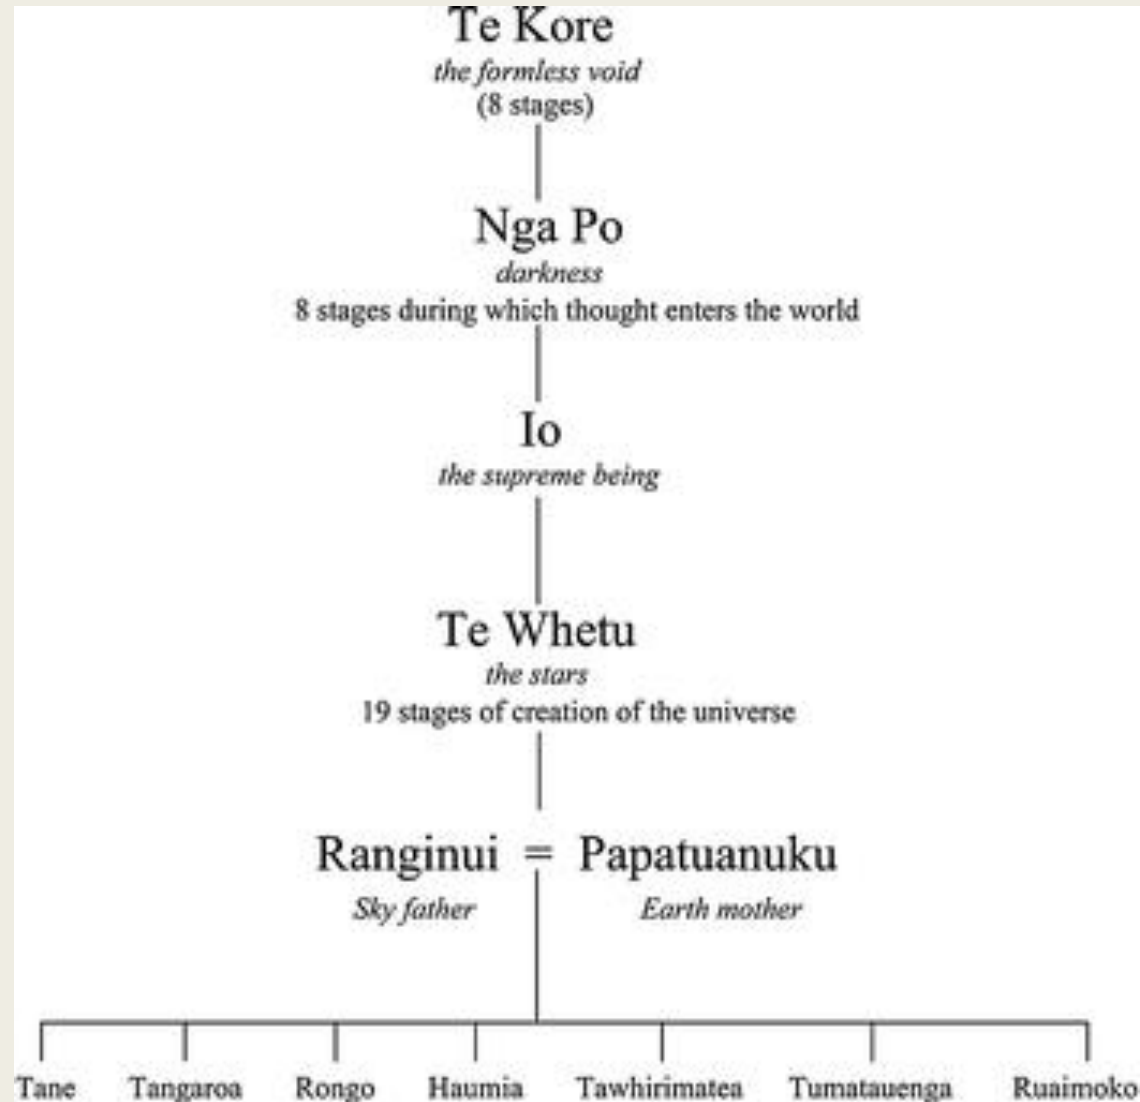 Te Kore
the formless void
(8 stages)
Nga Po
darkness
8 stages during which thought enters the world
Io
the supreme being
Te Whetu
the stars
19 stages of creation of the universe
Ranginui = Papatuanuku
Sky father Earth mother
Tane Tangaroa Rongo Haumia Tawhirimatea Tumatauenga Ruaimoko